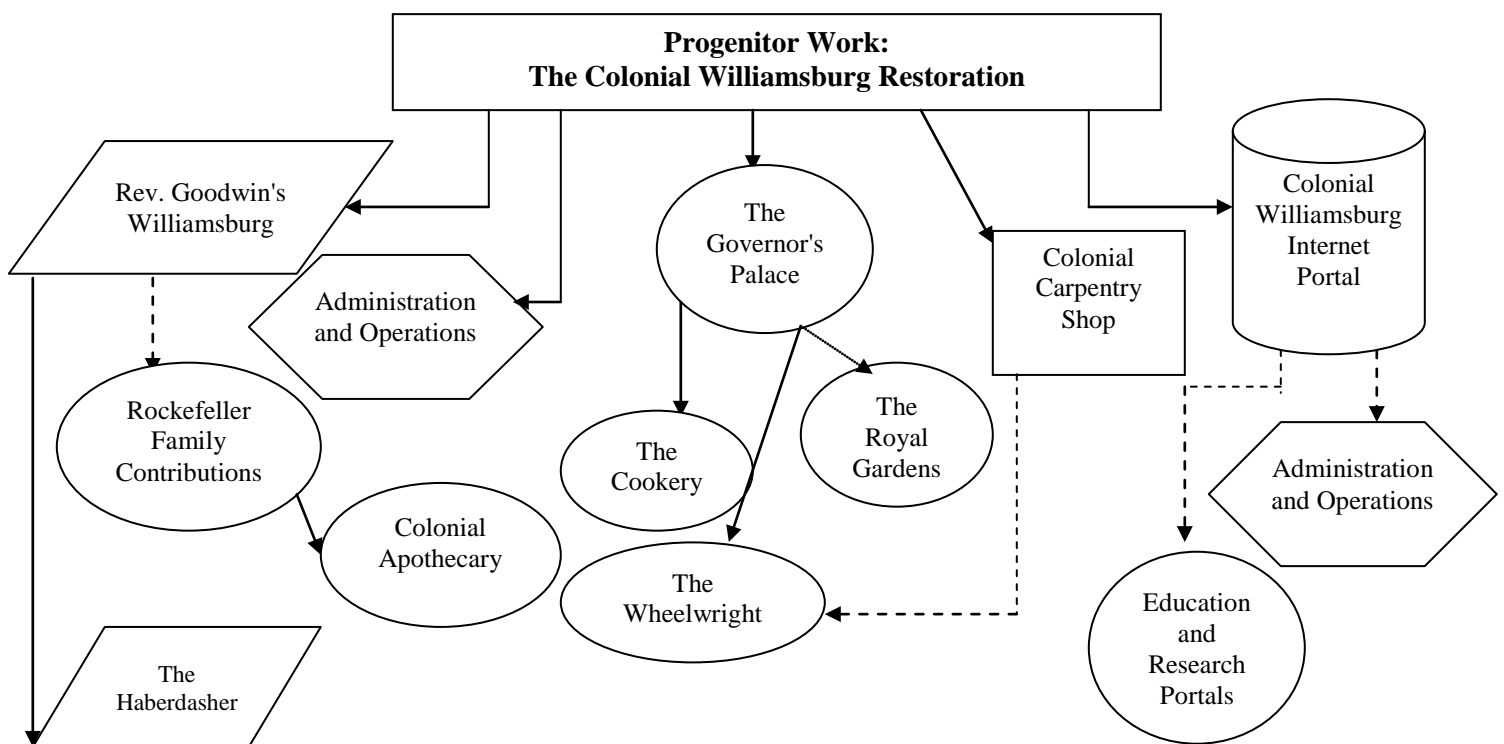 Progenitor Work:
The Colonial Williamsburg Restoration
Rev. Goodwin's
Williamsburg
Administration
and Operations
The
Governor's
Palace
Colonial
Carpentry
Shop
Colonial
Williamsburg
Internet
Portal
Rockefeller
Family
Contributions
Colonial
Apothecary
The
Cookery
The
Royal
Gardens
The
Wheelwright
Administration
and Operations
Education
and
Research
Portals
The
Haberdasher